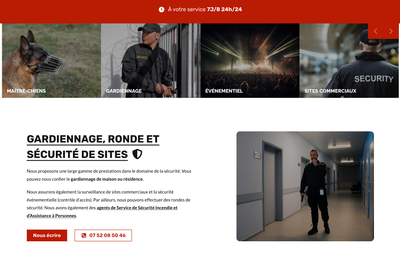 À votre service 7J/8 24h/24
SECURITY
MAÎTRE-CHIENS
GARDIENNAGE
ÉVÉNEMENTIEL
SITES COMMERCIAUX
GARDIENNAGE, RONDE ET
SÉCURITÉ DE SITES
Nous proposons une large gamme de prestations dans le domaine de la sécurité. Vous
pouvez nous confier le gardiennage de maison ou résidence.
Nous assurons également la surveillance de sites commerciaux et la sécurité
événementielle (contrôle d'accès). Par ailleurs, nous pouvons effectuer des rondes de
sécurité. Nous avons également des agents de Service de Sécurité Incendie et
d'Assistance à Personnes.
Nous écrire
07 52 08 50 46